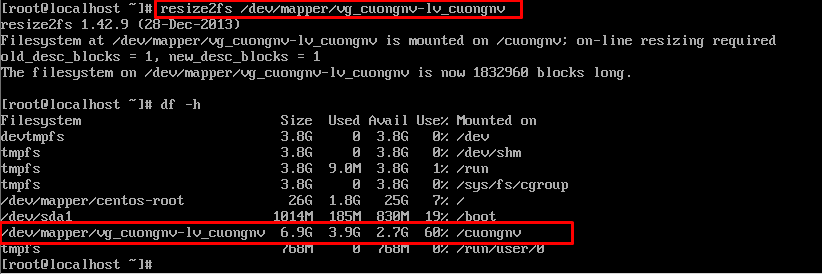 [root@localhost ~]# resize2fs /dev/mapper/vg_cuongnv-lv_cuongnv
resize2fs 1.42.9 (28-Dec-2013)
Filesystem at /dev/mapper/vg_cuongnv-lv_cuongnv is mounted on /cuongnv; on-line resizing required
old_desc_blocks = 1, new_desc_blocks = 1
The filesystem on /dev/mapper/vg_cuongnv-lv_cuongnv is now 1832960 blocks long.
[root@localhost ~]# df -h
Filesystem Size Used Avail Use% Mounted on
devtmpfs 3.8G 0 3.8G 0% /dev
tmpfs 3.8G 0 3.8G 0% /dev/shm
tmpfs 3.8G 9.0M 3.8G 1% /run
tmpfs 3.8G 0 3.8G 0% /sys/fs/cgroup
/dev/mapper/centos-root 26G 1.8G 25G 7% /
/dev/sda1 1014M 185M 830M 19% /boot
/dev/mapper/vg_cuongnv-lv_cuongnv 6.9G 3.9G 2.7G 60% /cuongnv
tmpfs 768M 0 768M 0% /run/user/0
[root@localhost ~]#